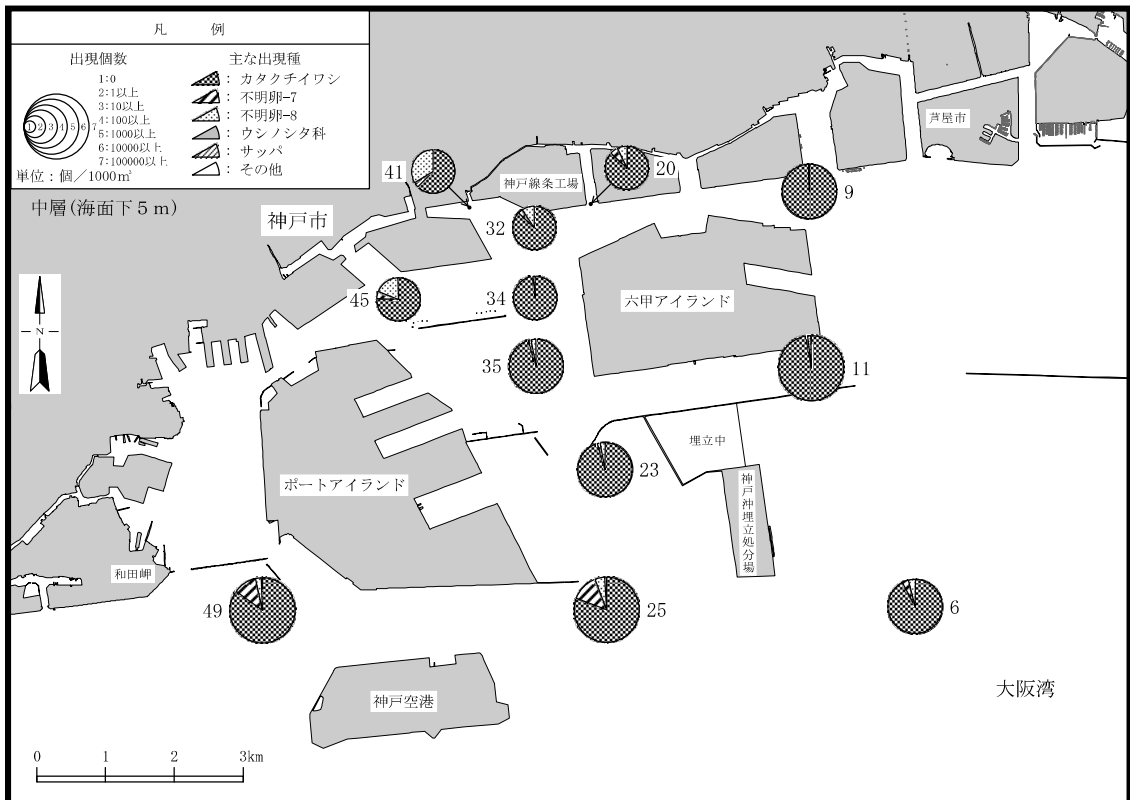 凡 例
出現個数
1:0
2:1以上
3:10以上
4:100以上
5:1000以上
6:10000以上
7:100000以上
1 2 3 4 5 6 7
単位：個／1000㎥
主な出現種
：カタクチイワシ
：不明卵-7
：不明卵-8
：ウシノシタ科
：サッパ
：その他
中層(海面下５ｍ)
神戸市
芦屋市
41
神戸線条工場
20
9
32
45
34
六甲アイランド
35
11
埋立中
23
ポートアイランド
神戸沖埋立処分場
和田岬
49
25
6
神戸空港
大阪湾
N
0 1 2 3km